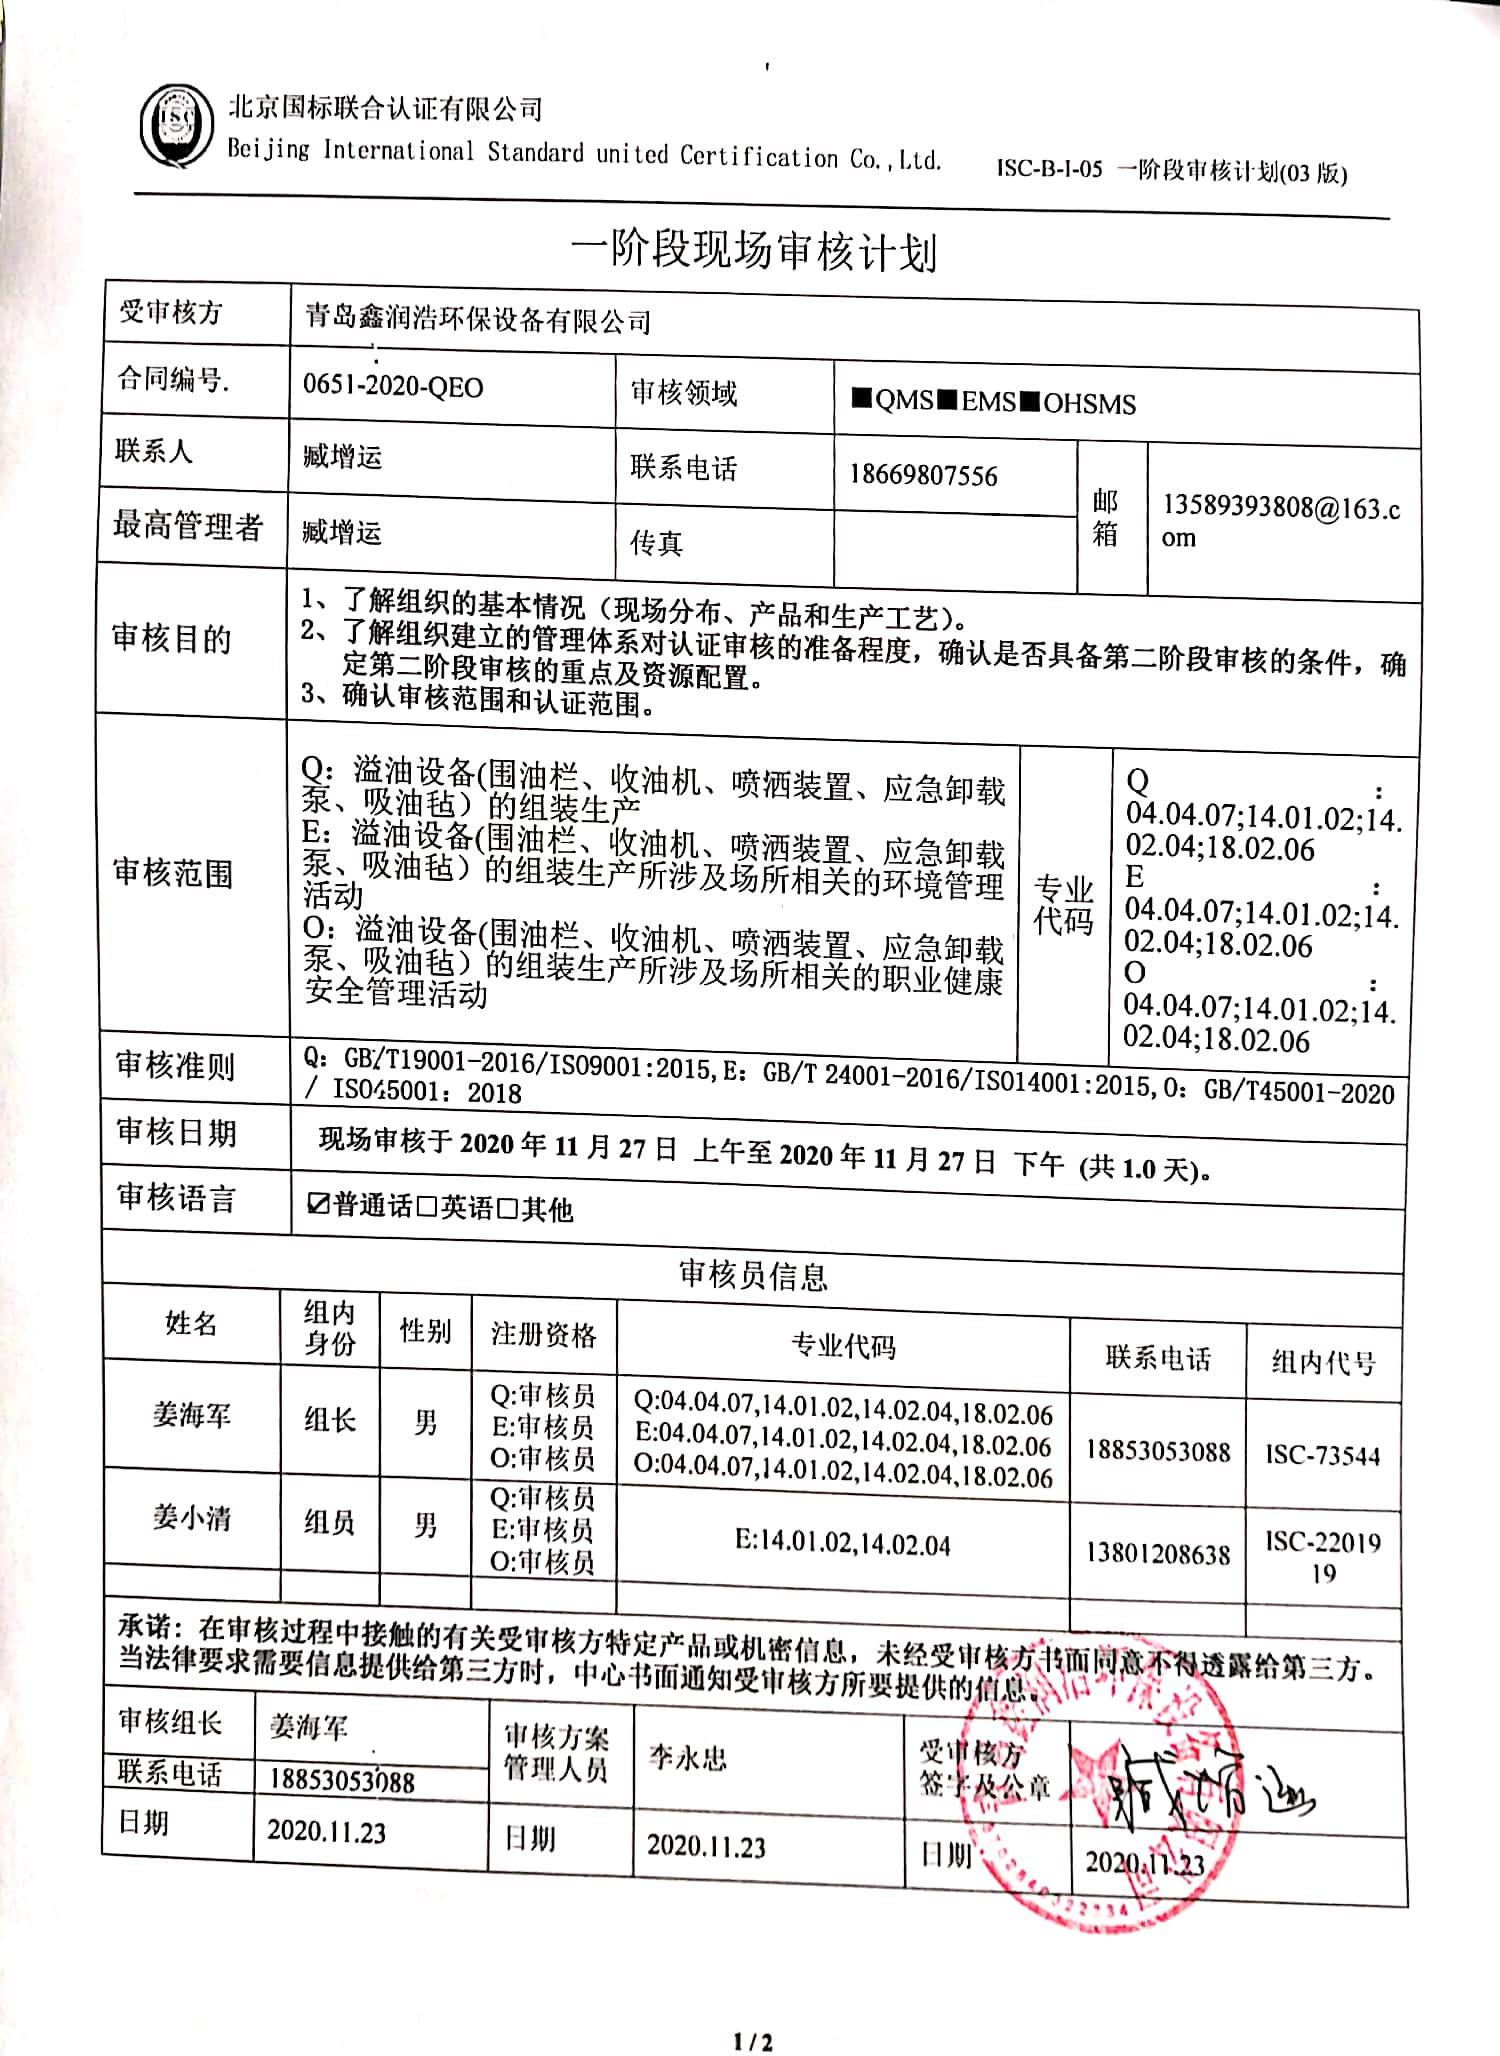 ISC
北京国标联合认证有限公司
Beijing International Standard united Certification Co.,Ltd.
ISC-B-I-05 一阶段审核计划(03 版)
一阶段现场审核计划
受审核方 青岛鑫润浩环保设备有限公司
合同编号. 0651-2020-QEO 审核领域 ■QMS■EMS■OHSMS
联系人 臧增运 联系电话 18669807556 邮箱 13589393808@163.c
om
最高管理者 臧增运 传真
审核目的
1、了解组织的基本情况（现场分布、产品和生产工艺）。
2、了解组织建立的管理体系对认证审核的准备程度，确认是否具备第二阶段审核的条件，确
定第二阶段审核的重点及资源配置。
3、确认审核范围和认证范围。
审核范围
Q：溢油设备(围油栏、收油机、喷洒装置、应急卸载
泵、吸油毡）的组装生产
E：溢油设备(围油栏、收油机、喷洒装置、应急卸载
泵、吸油毡）的组装生产所涉及场所相关的环境管理
活动
O：溢油设备(围油栏、收油机、喷洒装置、应急卸载
泵、吸油毡）的组装生产所涉及场所相关的职业健康
安全管理活动
专业
代码
Q ：
04.04.07;14.01.02;14.
02.04;18.02.06
E ：
04.04.07;14.01.02;14.
02.04;18.02.06
O ：
04.04.07;14.01.02;14.
02.04;18.02.06
审核准则
Q：GB/T19001-2016/ISO9001:2015,E：GB/T 24001-2016/ISO14001:2015,O：GB/T45001-2020
/ ISO45001：2018
审核日期 现场审核于 2020 年 11 月 27 日 上午至 2020 年 11 月 27 日 下午 (共 1.0 天)。
审核语言 ☑普通话□英语□其他
审核员信息
姓名 组内
身份 性别 注册资格 专业代码 联系电话 组内代号
姜海军 组长 男
Q:审核员
E:审核员
O:审核员
Q:04.04.07,14.01.02,14.02.04,18.02.06
E:04.04.07,14.01.02,14.02.04,18.02.06
O:04.04.07,14.01.02,14.02.04,18.02.06
18853053088 ISC-73544
姜小清 组员 男
Q:审核员
E:审核员
O:审核员
E:14.01.02,14.02.04
13801208638
ISC-22019
19
承诺：在审核过程中接触的有关受审核方特定产品或机密信息，未经受审核方书面同意不得透露给第三方。
当法律要求需要信息提供给第三方时，中心书面通知受审核方所要提供的信息。
审核组长 姜海军 审核方案
管理人员 李永忠 受审核方
签字及公章 臧增运
联系电话 18853053088
日期 2020.11.23 日期 2020.11.23 日期 2020.11.23
1 / 2